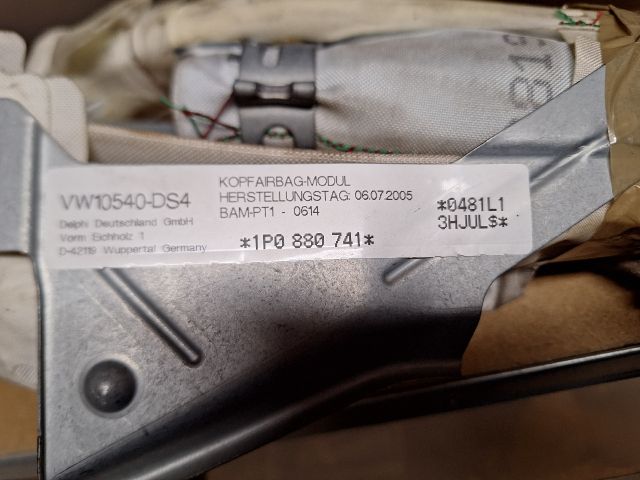 819
VW10540-DS4
Delphi Deutschland GmbH
Vorm Eichholz 1
D-42119 Wuppertal Germany
KOPFAIRBAG-MODUL
HERSTELLUNGSTAG: 06.07.2005
BAM-PT1 - 0614
*1P0 880 741*
*0481L1
3HJUL$*